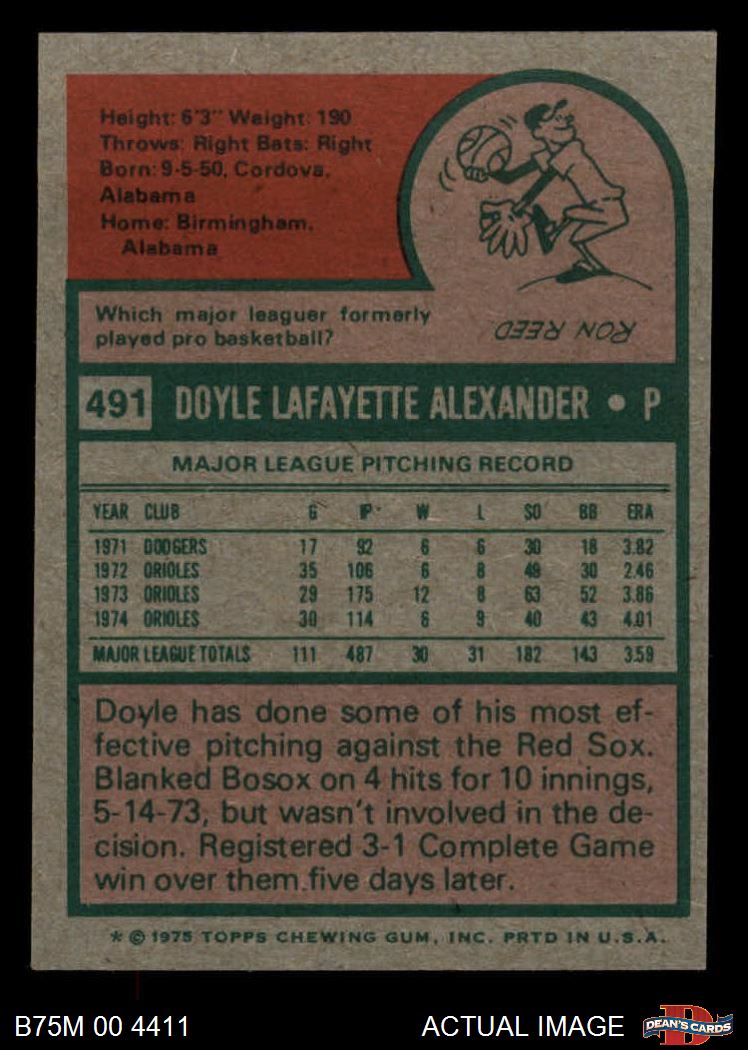 Height: 6'3" Weight: 190
Throws: Right Bats: Right
Born: 9-5-50, Cordova,
Alabama
Home: Birmingham,
Alabama
Which major leaguer formerly
played pro basketball?
RON REED
491 DOYLE LAFAYETTE ALEXANDER • P
MAJOR LEAGUE PITCHING RECORD
YEAR CLUB G IP W L SO BB ERA
1971 DODGERS 17 92 6 6 30 18 3.82
1972 ORIOLES 35 106 6 8 49 30 2.46
1973 ORIOLES 29 175 12 8 63 52 3.86
1974 ORIOLES 30 114 6 9 40 43 4.01
MAJOR LEAGUE TOTALS 111 487 30 31 182 143 3.59
Doyle has done some of his most ef-
fective pitching against the Red Sox.
Blanked Bosox on 4 hits for 10 innings,
5-14-73, but wasn't involved in the de-
cision. Registered 3-1 Complete Game
win over them five days later.
* © 1975 TOPPS CHEWING GUM, INC. PRTD IN U.S.A.
B75M 00 4411 ACTUAL IMAGE D DEAN'S CARDS